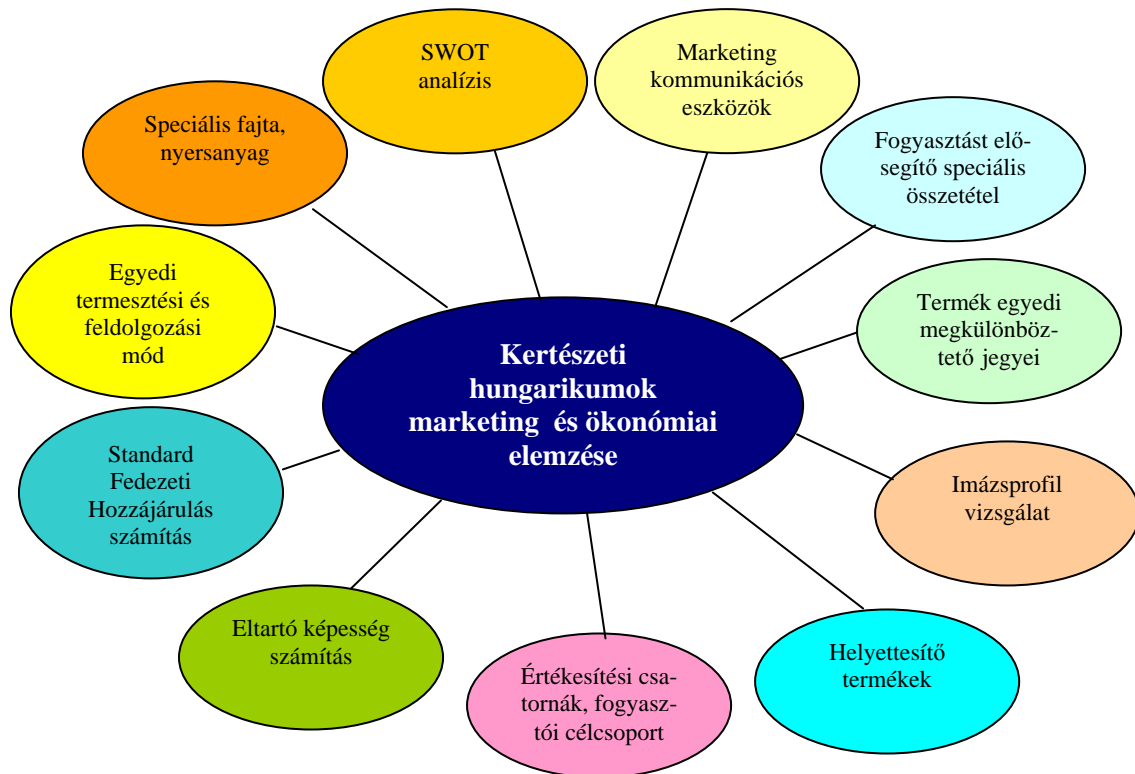 SWOT
analízis
Marketing
kommunikációs
eszközök
Speciális fajta,
nyersanyag
Fogyasztást elő-
segítő speciális
összetétel
Egyedi
termesztési és
feldolgozási
mód
Termék egyedi
megkülönböz-
tető jegyei
Kertészeti
hungarikumok
marketing és ökonómiai
elemzése
Standard
Fedezeti
Hozzájárulás
számítás
Imázsprofil
vizsgálat
Eltartó képesség
számítás
Értékesítési csa-
tornák, fogyasz-
tói célcsoport
Helyettesítő
termékek